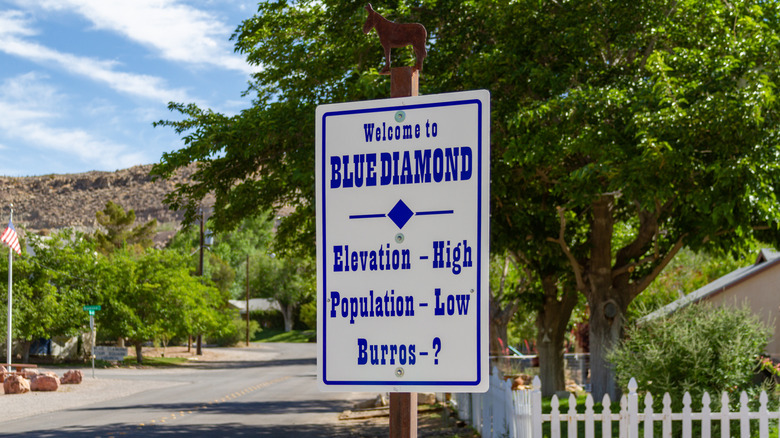 Welcome to
BLUE DIAMOND
Elevation - High
Population - Low
Burros - ?